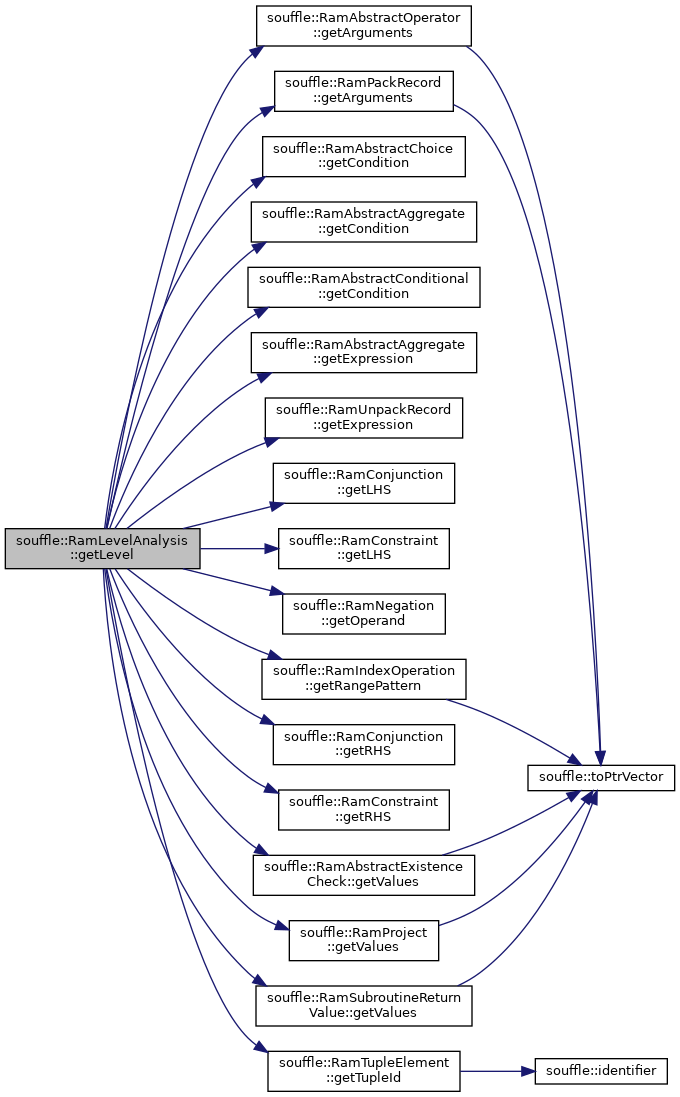 souffle::RamAbstractOperator
::getArguments
souffle::RamPackRecord
::getArguments
souffle::RamAbstractChoice
::getCondition
souffle::RamAbstractAggregate
::getCondition
souffle::RamAbstractConditional
::getCondition
souffle::RamAbstractAggregate
::getExpression
souffle::RamUnpackRecord
::getExpression
souffle::RamConjunction
::getLHS
souffle::RamLevelAnalysis
::getLevel
souffle::RamConstraint
::getLHS
souffle::RamNegation
::getOperand
souffle::RamIndexOperation
::getRangePattern
souffle::RamConjunction
::getRHS
souffle::toPtrVector
souffle::RamConstraint
::getRHS
souffle::RamAbstractExistence
Check::getValues
souffle::RamProject
::getValues
souffle::RamSubroutineReturn
Value::getValues
souffle::RamTupleElement
::getTupleId
souffle::identifier